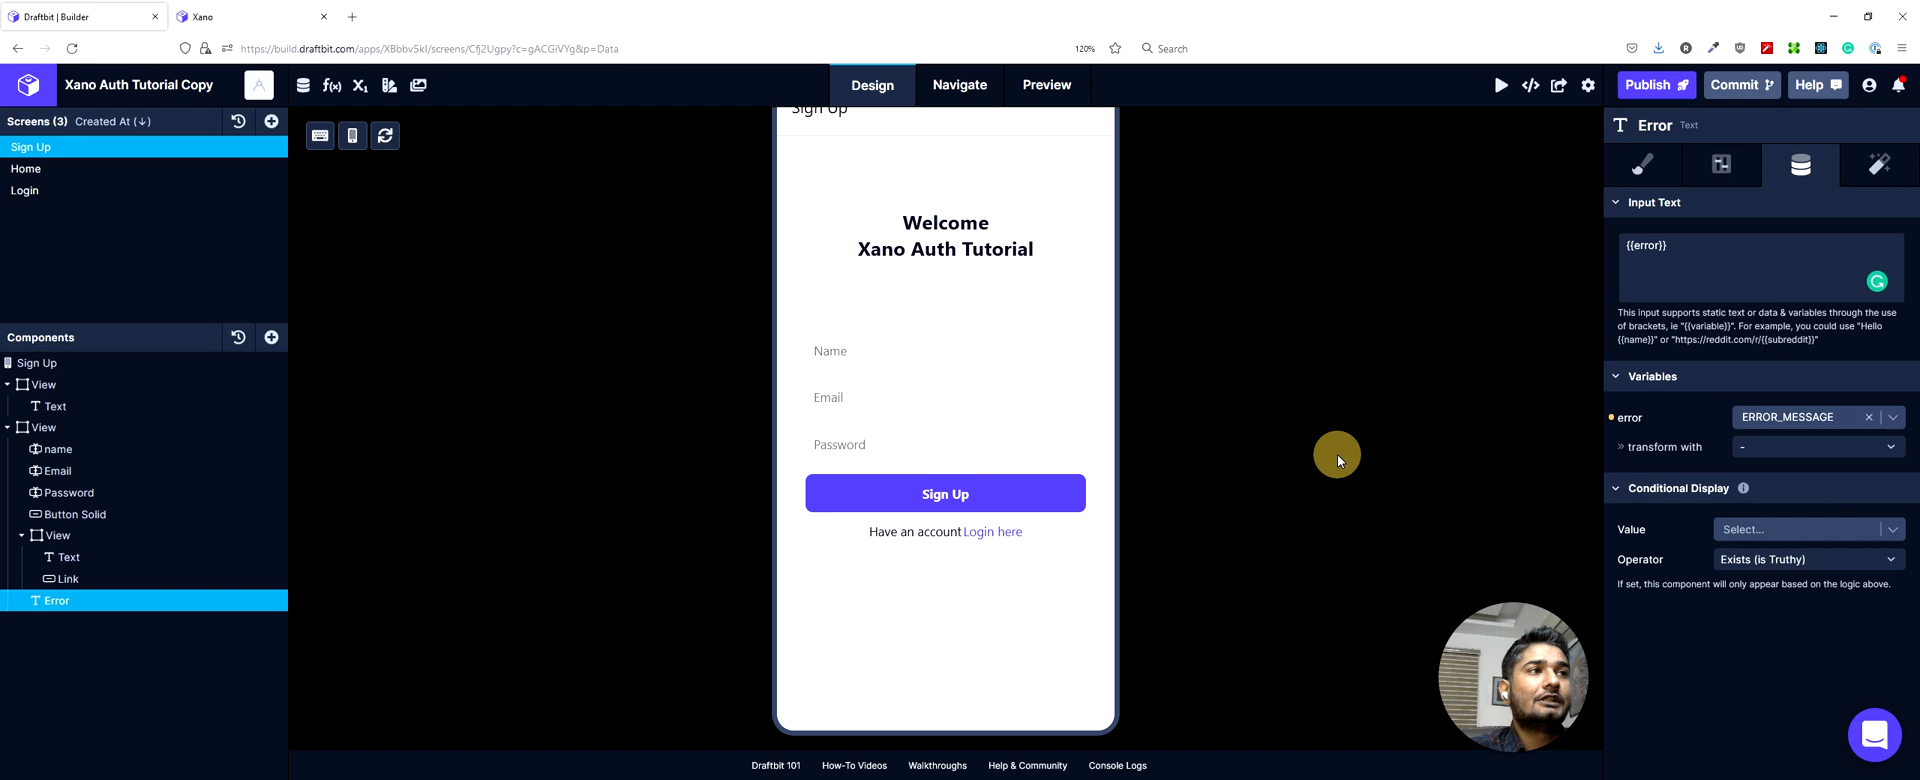 Draftbit | Builder
Xano
https://build.draftbit.com/apps/XBbbv5kI/screens/Cfj2Ugpy?c=gACGiVYg&p=Data
120%
Search
Xano Auth Tutorial Copy
f(x)
X₁
Design
Navigate
Preview
Publish
Commit
Help
Screens (3) Created At (↓)
Sign Up
Home
Login
Components
Sign Up
View
Text
View
name
Email
Password
Button Solid
View
Text
Link
Error
Sign Up
Welcome
Xano Auth Tutorial
Name
Email
Password
Sign Up
Have an account Login here
Draftbit 101
How-To Videos
Walkthroughs
Help & Community
Console Logs
Error Text
Input Text
{{error}}
This input supports static text or data & variables through the use
of brackets, ie "{{variable}}". For example, you could use "Hello
{{name}}" or "https://reddit.com/r/{{subreddit}}"
Variables
error
ERROR_MESSAGE
transform with
-
Conditional Display
Value
Select...
Operator
Exists (is Truthy)
If set, this component will only appear based on the logic above.